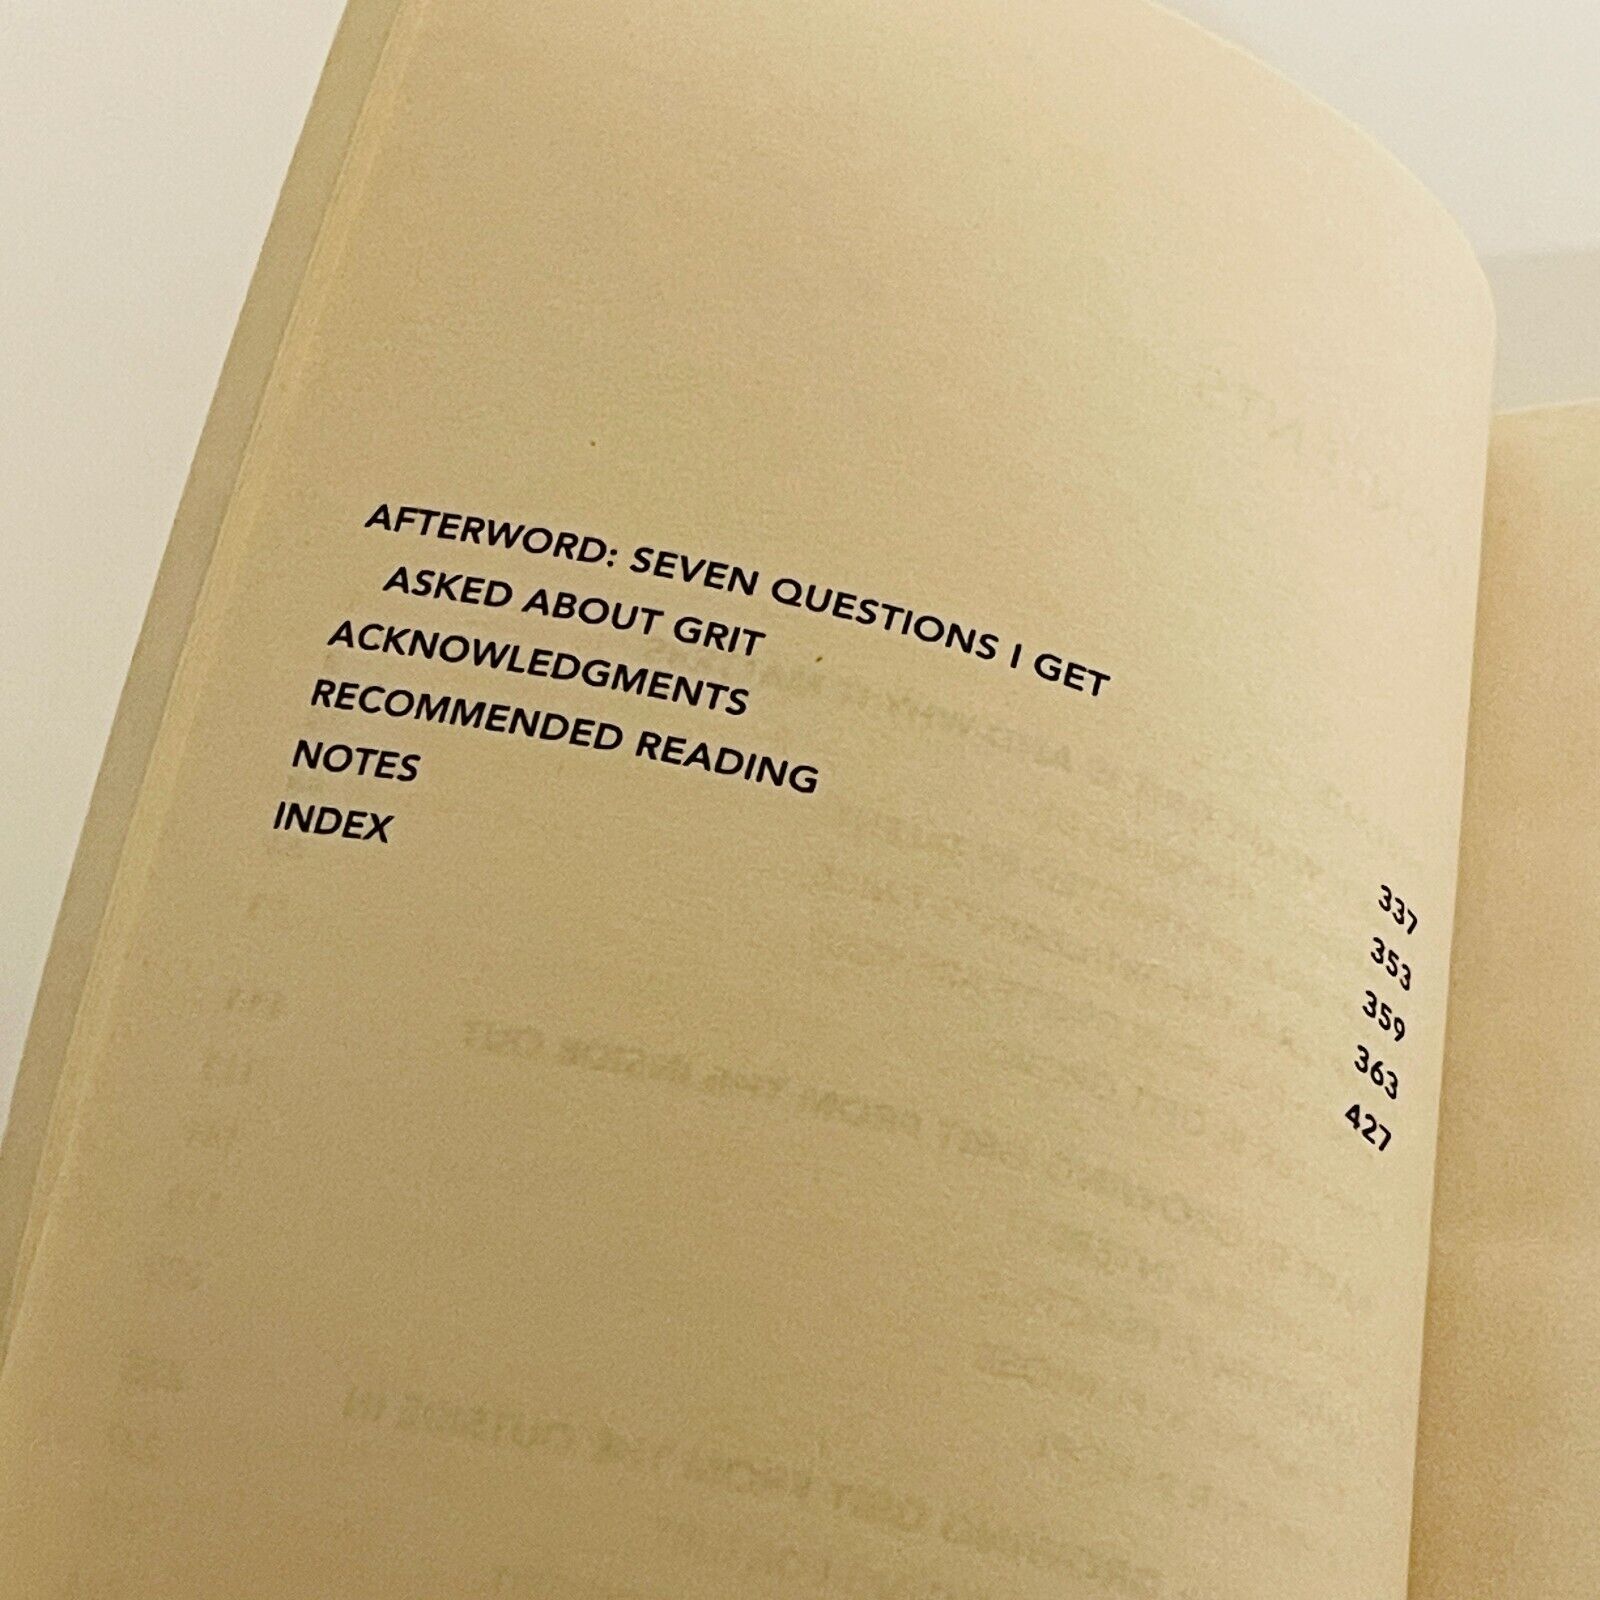 AFTERWORD: SEVEN QUESTIONS I GET
ASKED ABOUT GRIT 337
ACKNOWLEDGMENTS 353
RECOMMENDED READING 359
NOTES 363
INDEX 427